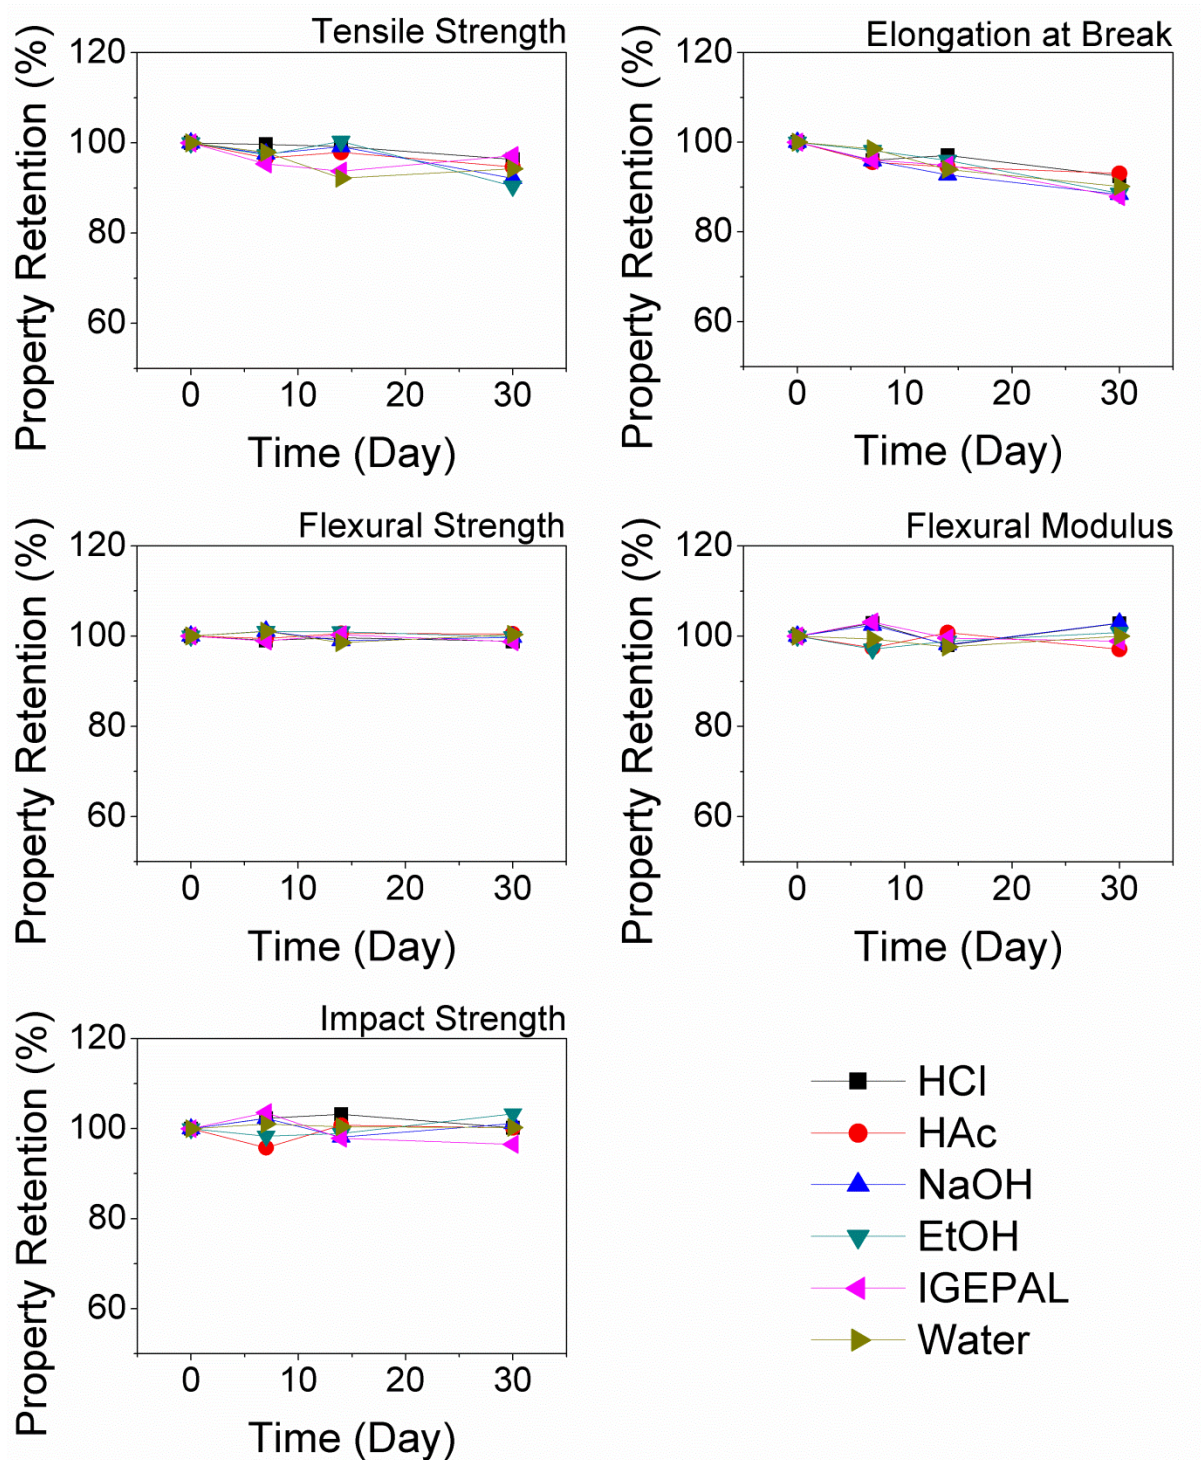 Tensile Strength
Property Retention (%)
120
100
80
60
0 10 20 30
Time (Day)
Elongation at Break
Property Retention (%)
120
100
80
60
0 10 20 30
Time (Day)
Flexural Strength
Property Retention (%)
120
100
80
60
0 10 20 30
Time (Day)
Flexural Modulus
Property Retention (%)
120
100
80
60
0 10 20 30
Time (Day)
Impact Strength
Property Retention (%)
120
100
80
60
0 10 20 30
Time (Day)
HCl
HAc
NaOH
EtOH
IGEPAL
Water